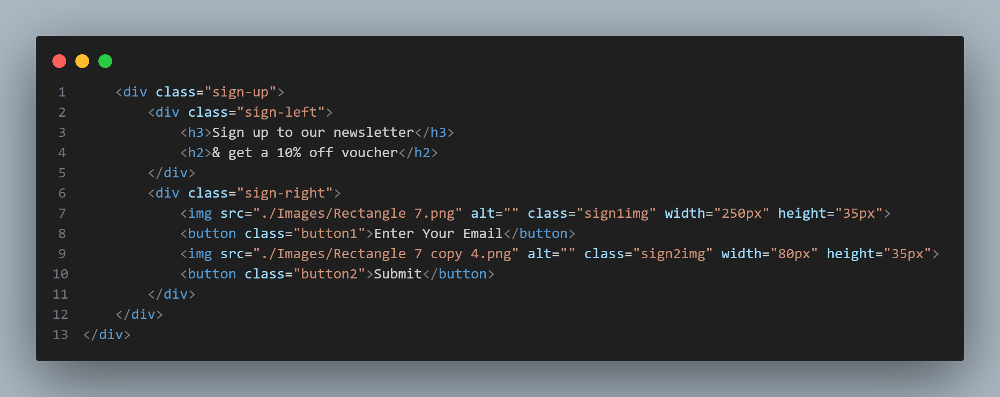 1    <div class="sign-up">
2        <div class="sign-left">
3            <h3>Sign up to our newsletter</h3>
4            <h2>& get a 10% off voucher</h2>
5        </div>
6        <div class="sign-right">
7            <img src="./Images/Rectangle 7.png" alt="" class="sign1img" width="250px" height="35px">
8            <button class="button1">Enter Your Email</button>
9            <img src="./Images/Rectangle 7 copy 4.png" alt="" class="sign2img" width="80px" height="35px">
10            <button class="button2">Submit</button>
11        </div>
12    </div>
13 </div>